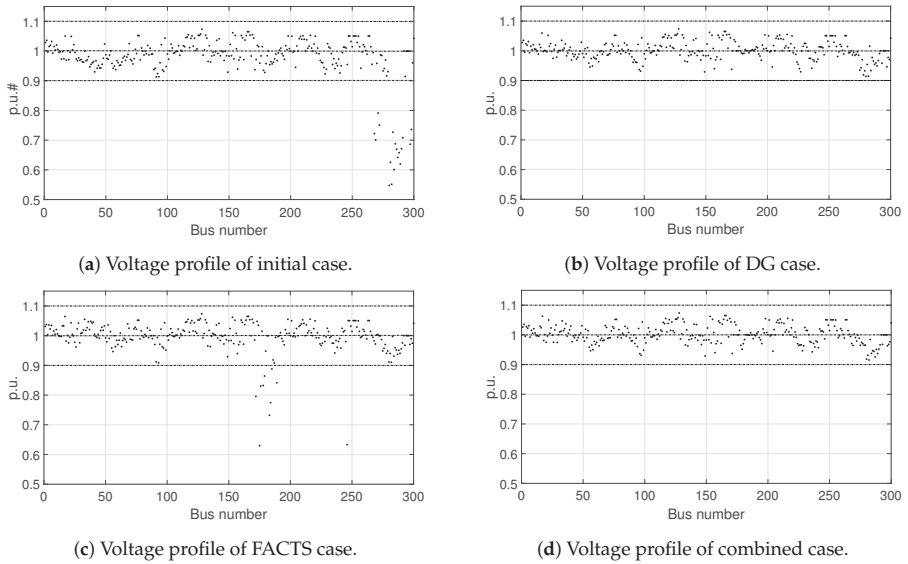 1.1
1
0.9
0.8
0.7
0.6
0.5
p.u.#
0 50 100 150 200 250 300
Bus number
(a) Voltage profile of initial case.
1.1
1
0.9
0.8
0.7
0.6
0.5
p.u.
0 50 100 150 200 250 300
Bus number
(b) Voltage profile of DG case.
1.1
1
0.9
0.8
0.7
0.6
0.5
p.u.
0 50 100 150 200 250 300
Bus number
(c) Voltage profile of FACTS case.
1.1
1
0.9
0.8
0.7
0.6
0.5
p.u.
0 50 100 150 200 250 300
Bus number
(d) Voltage profile of combined case.